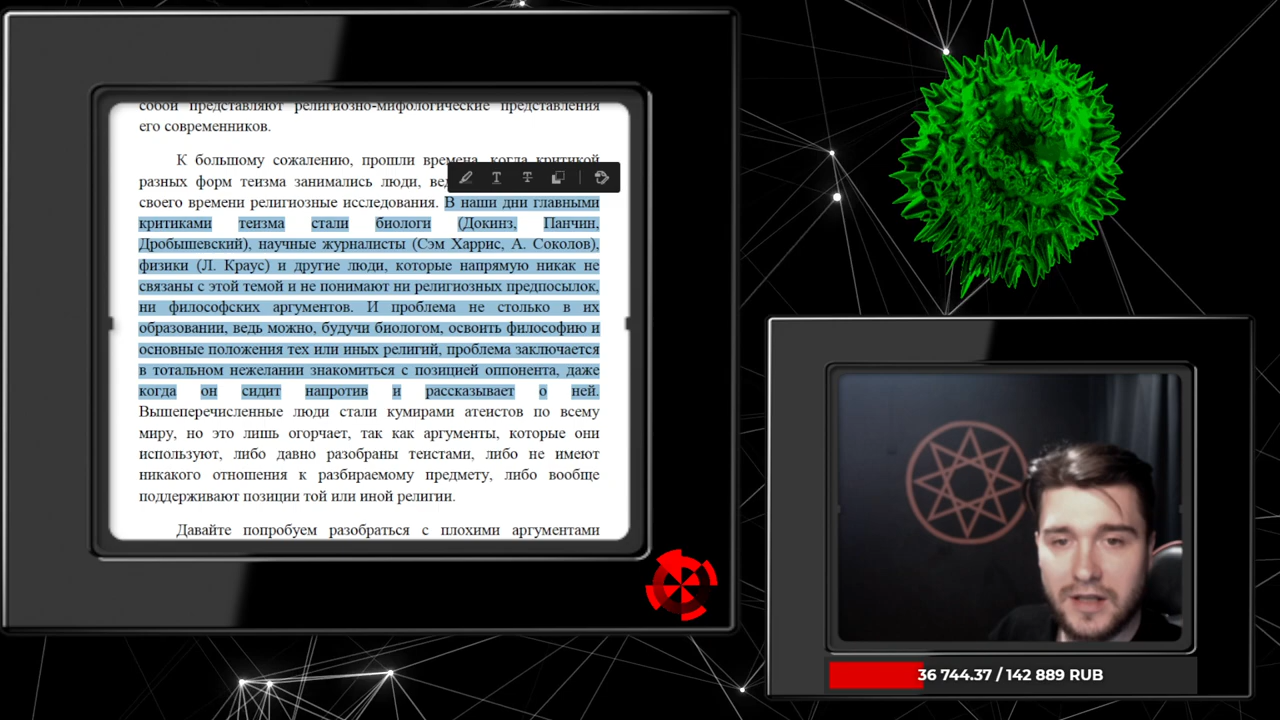 собой представляют религиозно-мифологические представления
его современников.
К большому сожалению, прошли времена, когда критикой
разных форм теизма занимались люди,
своего времени религиозные исследования. В наши дни главными
критиками теизма стали биологи (Докинз, Панчин,
Дробышевский), научные журналисты (Сэм Харрис, А. Соколов),
физики (Л. Краус) и другие люди, которые напрямую никак не
связаны с этой темой и не понимают ни религиозных предпосылок,
ни философских аргументов. И проблема не столько в их
образовании, ведь можно, будучи биологом, освоить философию и
основные положения тех или иных религий, проблема заключается
в тотальном нежелании знакомиться с позицией оппонента, даже
когда он сидит напротив и рассказывает о ней.
Вышеперечисленные люди стали кумирами атеистов по всему
миру, но это лишь огорчает, так как аргументы, которые они
используют, либо давно разобраны теистами, либо не имеют
никакого отношения к разбираемому предмету, либо вообще
поддерживают позиции той или иной религии.
Давайте попробуем разобраться с плохими аргументами
36 744.37 / 142 889 RUB